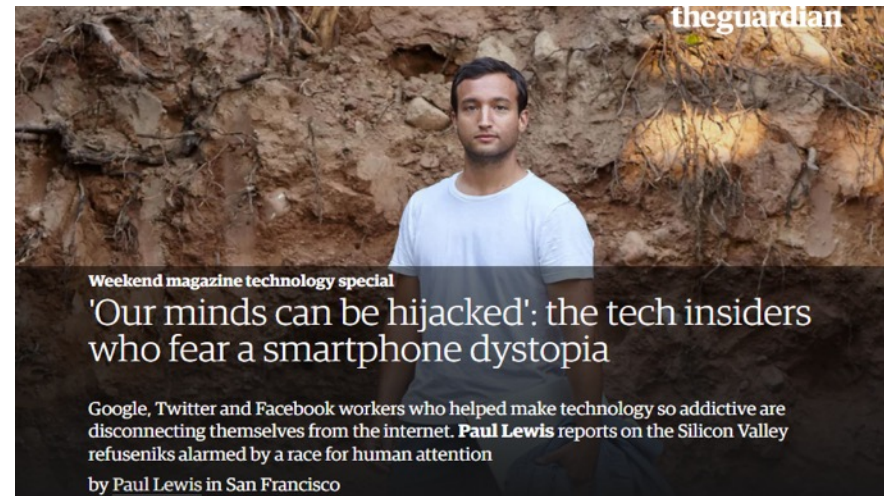 theguardian
Weekend magazine technology special
'Our minds can be hijacked': the tech insiders
who fear a smartphone dystopia
Google, Twitter and Facebook workers who helped make technology so addictive are
disconnecting themselves from the internet. Paul Lewis reports on the Silicon Valley
refuseniks alarmed by a race for human attention
by Paul Lewis in San Francisco